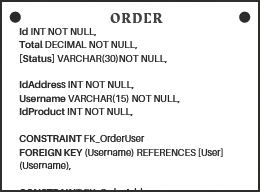 ORDER
Id INT NOT NULL,
Total DECIMAL NOT NULL,
[Status] VARCHAR(30)NOT NULL,
IdAddress INT NOT NULL,
Username VARCHAR(15) NOT NULL,
IdProduct INT NOT NULL,
CONSTRAINT FK_OrderUser
FOREIGN KEY (Username) REFERENCES [User]
(Username),